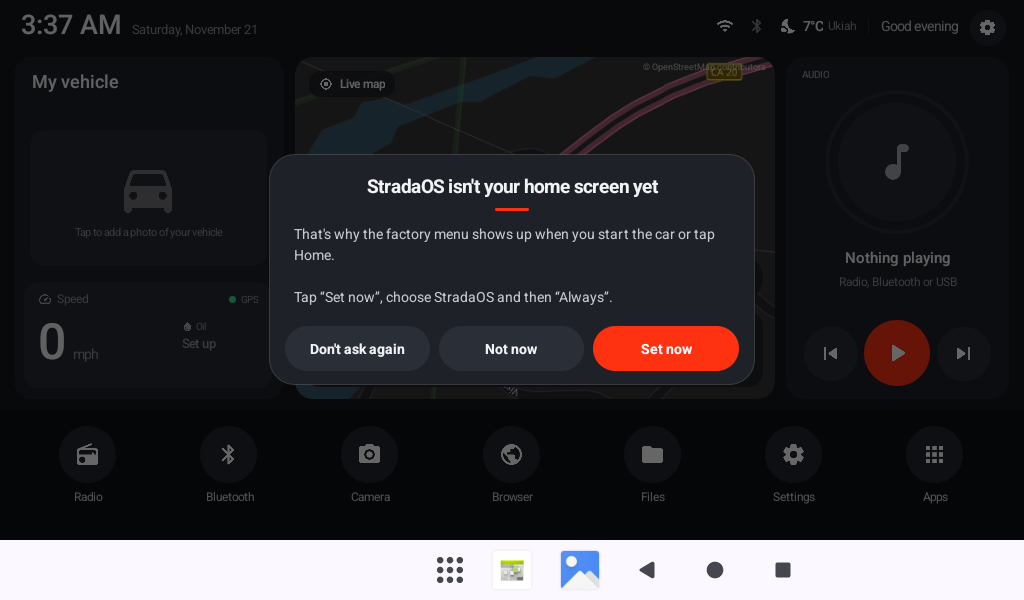 3:37 AM Saturday, November 21
7°C Ukiah Good evening
My vehicle
Live map
© OpenStreetMap contributors
CA 20
AUDIO
Tap to add a photo of your vehicle
Speed
GPS
0 mph
Oil
Set up
StradaOS isn't your home screen yet
That's why the factory menu shows up when you start the car or tap
Home.
Tap “Set now”, choose StradaOS and then “Always”.
Don't ask again
Not now
Set now
Nothing playing
Radio, Bluetooth or USB
Radio
Bluetooth
Camera
Browser
Files
Settings
Apps